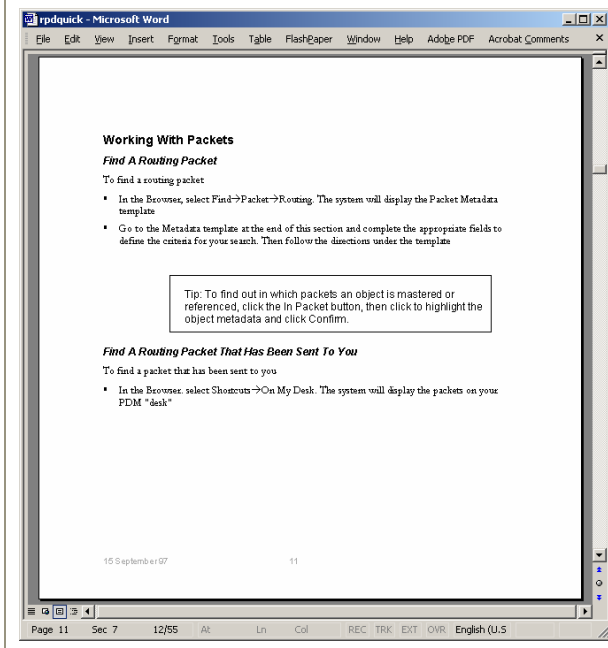 rpdquick - Microsoft Word
File Edit View Insert Format Tools Table FlashPaper Window Help Adobe PDF Acrobat Comments
Working With Packets
Find A Routing Packet
To find a routing packet
▪ In the Browser, select Find→Packet→Routing. The system will display the Packet Metadata
template
▪ Go to the Metadata template at the end of this section and complete the appropriate fields to
define the criteria for your search. Then follow the directions under the template
Tip: To find out in which packets an object is mastered or
referenced, click the In Packet button, then click to highlight the
object metadata and click Confirm.
Find A Routing Packet That Has Been Sent To You
To find a packet that has been sent to you
▪ In the Browser. select Shortcuts→On My Desk. The system will display the packets on your
PDM "desk"
15 September 97 11
Page 11 Sec 7 12/55 At Ln Col REC TRK EXT OVR English (U.S